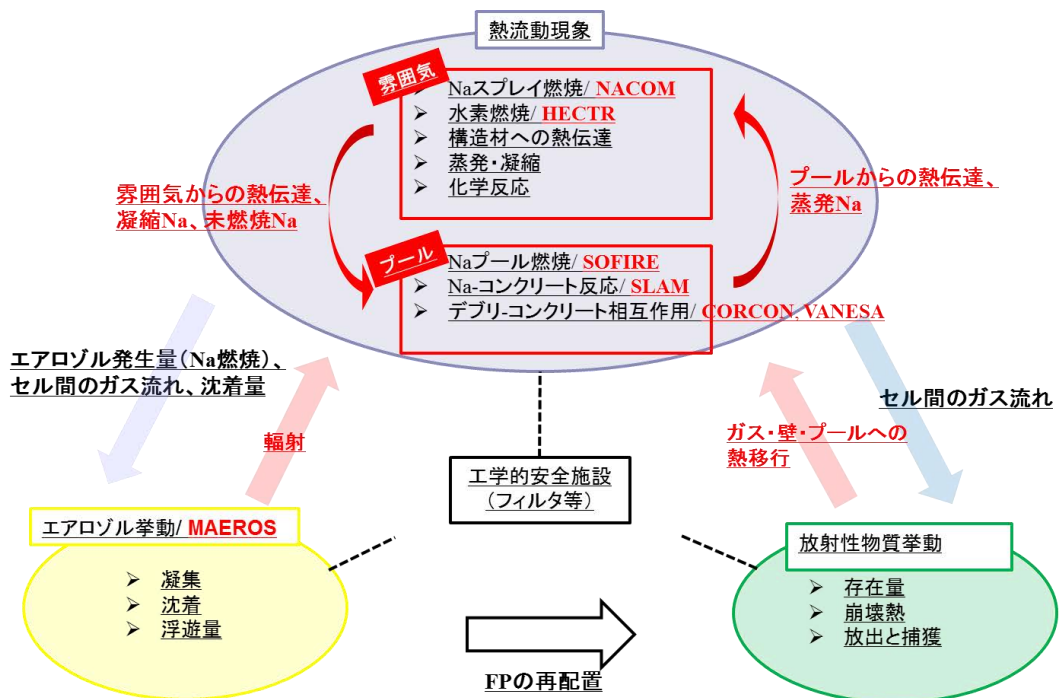 熱流動現象
雰囲気
➢ Naスプレイ燃焼/ NACOM
➢ 水素燃焼/ HECTR
➢ 構造材への熱伝達
➢ 蒸発・凝縮
➢ 化学反応
雰囲気からの熱伝達、
凝縮Na、未燃焼Na
プールからの熱伝達、
蒸発Na
プール
➢ Naプール燃焼/ SOFIRE
➢ Na-コンクリート反応/ SLAM
➢ デブリ-コンクリート相互作用/ CORCON, VANESA
エアロゾル発生量(Na燃焼)、
セル間のガス流れ、沈着量
輻射
ガス・壁・プールへの
熱移行
セル間のガス流れ
工学的安全施設
(フィルタ等)
エアロゾル挙動/ MAEROS
➢ 凝集
➢ 沈着
➢ 浮遊量
放射性物質挙動
➢ 存在量
➢ 崩壊熱
➢ 放出と捕獲
FPの再配置